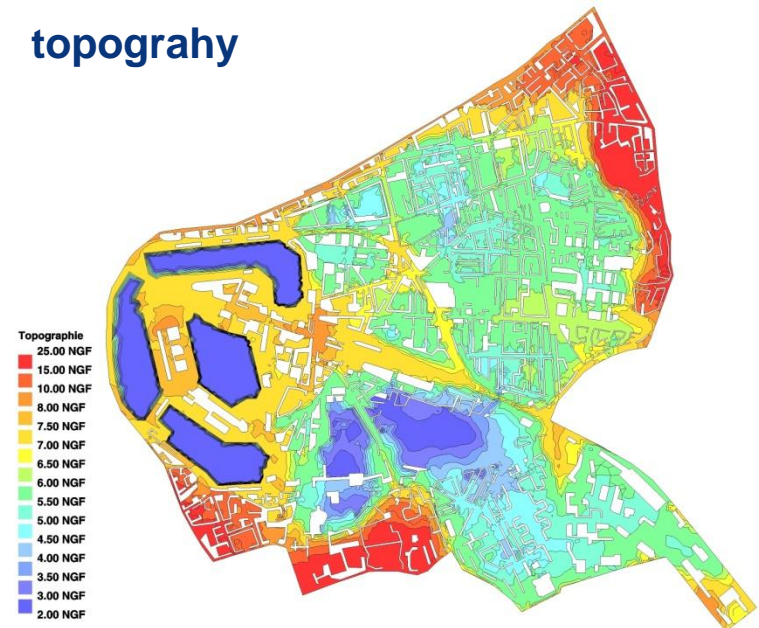 topograhy
Topographie
25.00 NGF
15.00 NGF
10.00 NGF
8.00 NGF
7.50 NGF
7.00 NGF
6.50 NGF
6.00 NGF
5.50 NGF
5.00 NGF
4.50 NGF
4.00 NGF
3.50 NGF
3.00 NGF
2.00 NGF